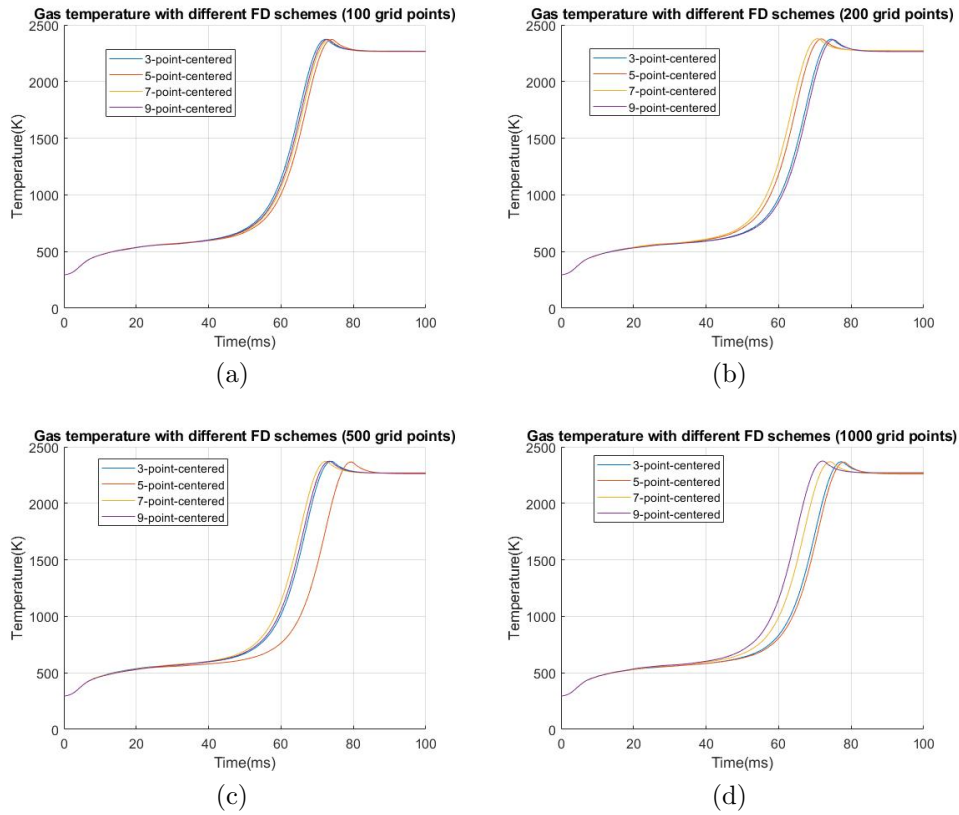 Gas temperature with different FD schemes (100 grid points)
2500
2000
1500
1000
500
0
Temperature(K)
3-point-centered
5-point-centered
7-point-centered
9-point-centered
0 20 40 60 80 100
Time(ms)
(a)
Gas temperature with different FD schemes (200 grid points)
2500
2000
1500
1000
500
0
Temperature(K)
3-point-centered
5-point-centered
7-point-centered
9-point-centered
0 20 40 60 80 100
Time(ms)
(b)
Gas temperature with different FD schemes (500 grid points)
2500
2000
1500
1000
500
0
Temperature(K)
3-point-centered
5-point-centered
7-point-centered
9-point-centered
0 20 40 60 80 100
Time(ms)
(c)
Gas temperature with different FD schemes (1000 grid points)
2500
2000
1500
1000
500
0
Temperature(K)
3-point-centered
5-point-centered
7-point-centered
9-point-centered
0 20 40 60 80 100
Time(ms)
(d)